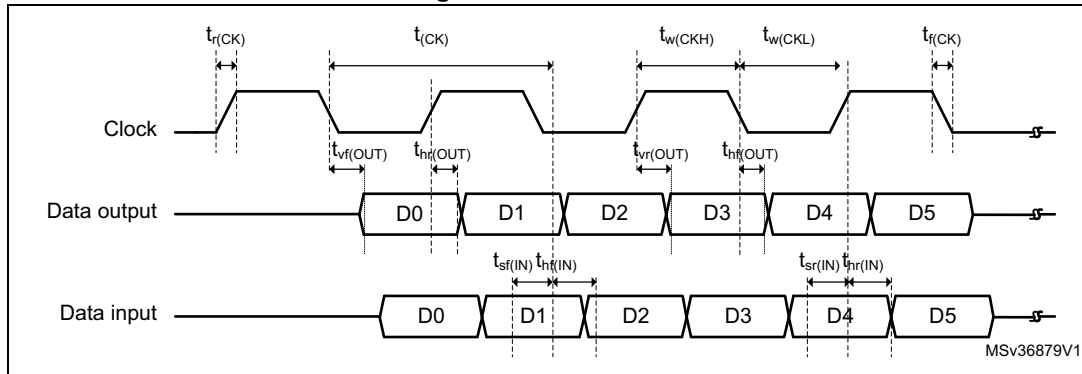 tr(CK) t(CK) tw(CKH) tw(CKL) tf(CK)
Clock
tvf(OUT) thr(OUT) tvr(OUT) thf(OUT)
Data output D0 D1 D2 D3 D4 D5
tsf(IN) thf(IN) tsr(IN) thr(IN)
Data input D0 D1 D2 D3 D4 D5
MSv36879V1